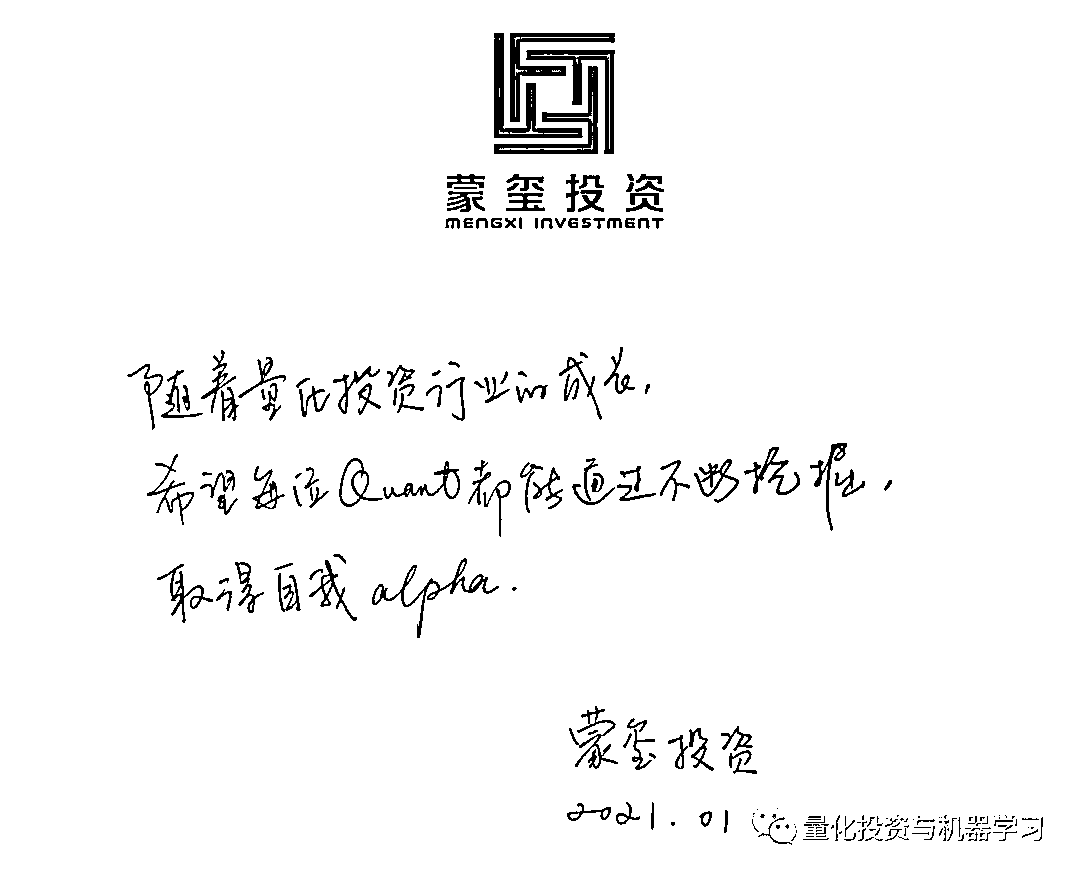 蒙玺投资
MENGXI INVESTMENT
随着量化投资行业的成长,
希望每位Quant都能通过不断挖掘,
取得自我alpha.
蒙玺投资
2021.01
量化投资与机器学习